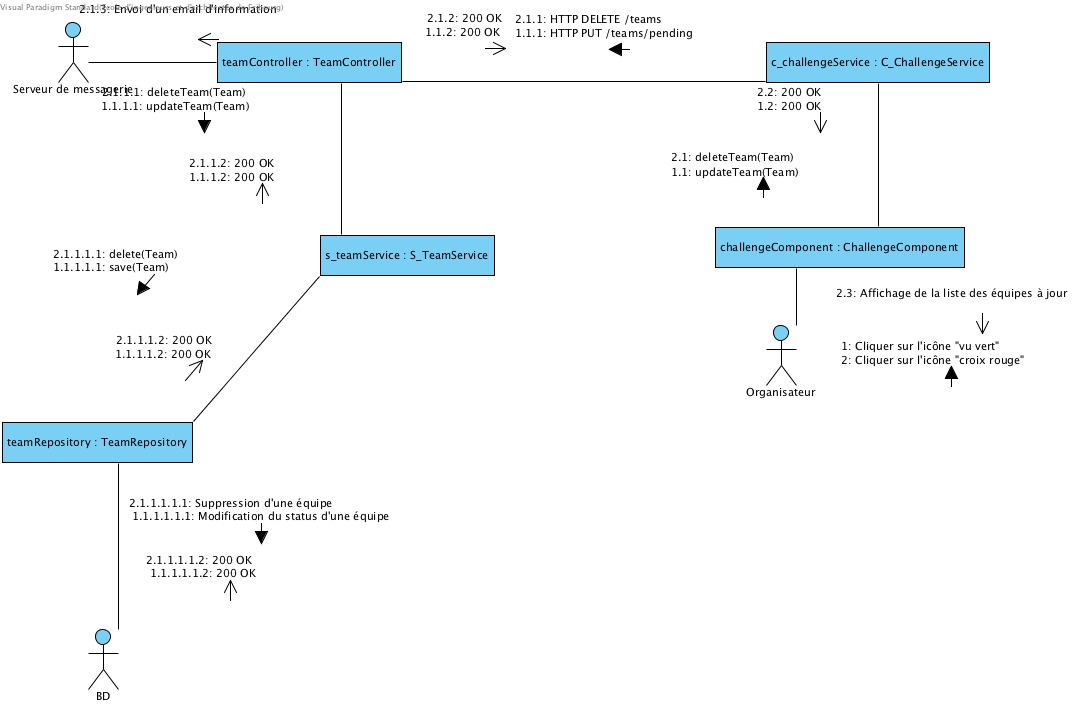 Visual Paradigm Standard
2.1.3: Envoi d'un email d'information
Serveur de messagerie
teamController : TeamController
2.1.2: 200 OK
1.1.2: 200 OK
2.1.1: HTTP DELETE /teams
1.1.1: HTTP PUT /teams/pending
c_challengeService : C_ChallengeService
2.1.1.1: deleteTeam(Team)
1.1.1.1: updateTeam(Team)
2.2: 200 OK
1.2: 200 OK
2.1.1.2: 200 OK
1.1.1.2: 200 OK
2.1: deleteTeam(Team)
1.1: updateTeam(Team)
2.1.1.1.1: delete(Team)
1.1.1.1.1: save(Team)
s_teamService : S_TeamService
challengeComponent : ChallengeComponent
2.3: Affichage de la liste des équipes à jour
2.1.1.1.2: 200 OK
1.1.1.1.2: 200 OK
1: Cliquer sur l'icône "vu vert"
2: Cliquer sur l'icône "croix rouge"
Organisateur
teamRepository : TeamRepository
2.1.1.1.1.1: Suppression d'une équipe
1.1.1.1.1.1: Modification du status d'une équipe
2.1.1.1.1.2: 200 OK
1.1.1.1.1.2: 200 OK
BD